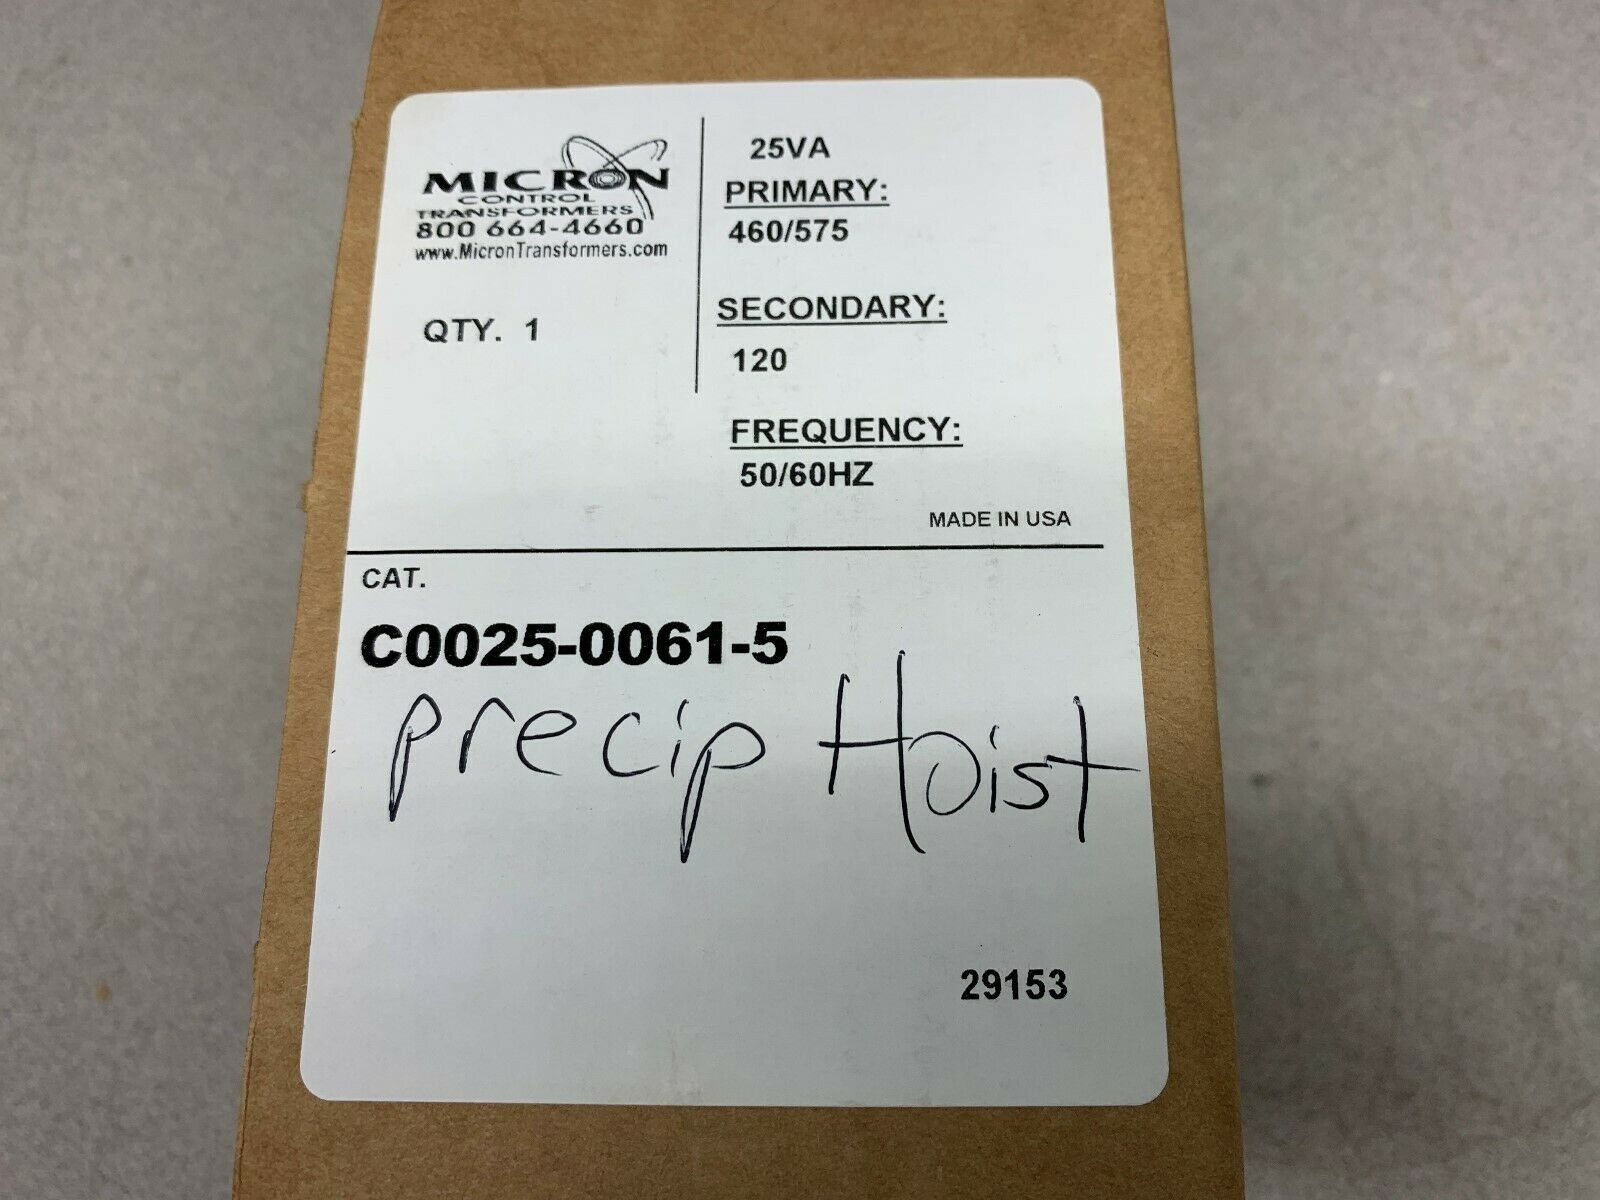 MICRON
CONTROL
TRANSFORMERS
800 664-4660
www.MicronTransformers.com
QTY. 1
25VA
PRIMARY:
460/575
SECONDARY:
120
FREQUENCY:
50/60HZ
MADE IN USA
CAT.
C0025-0061-5
precip Hoist
29153